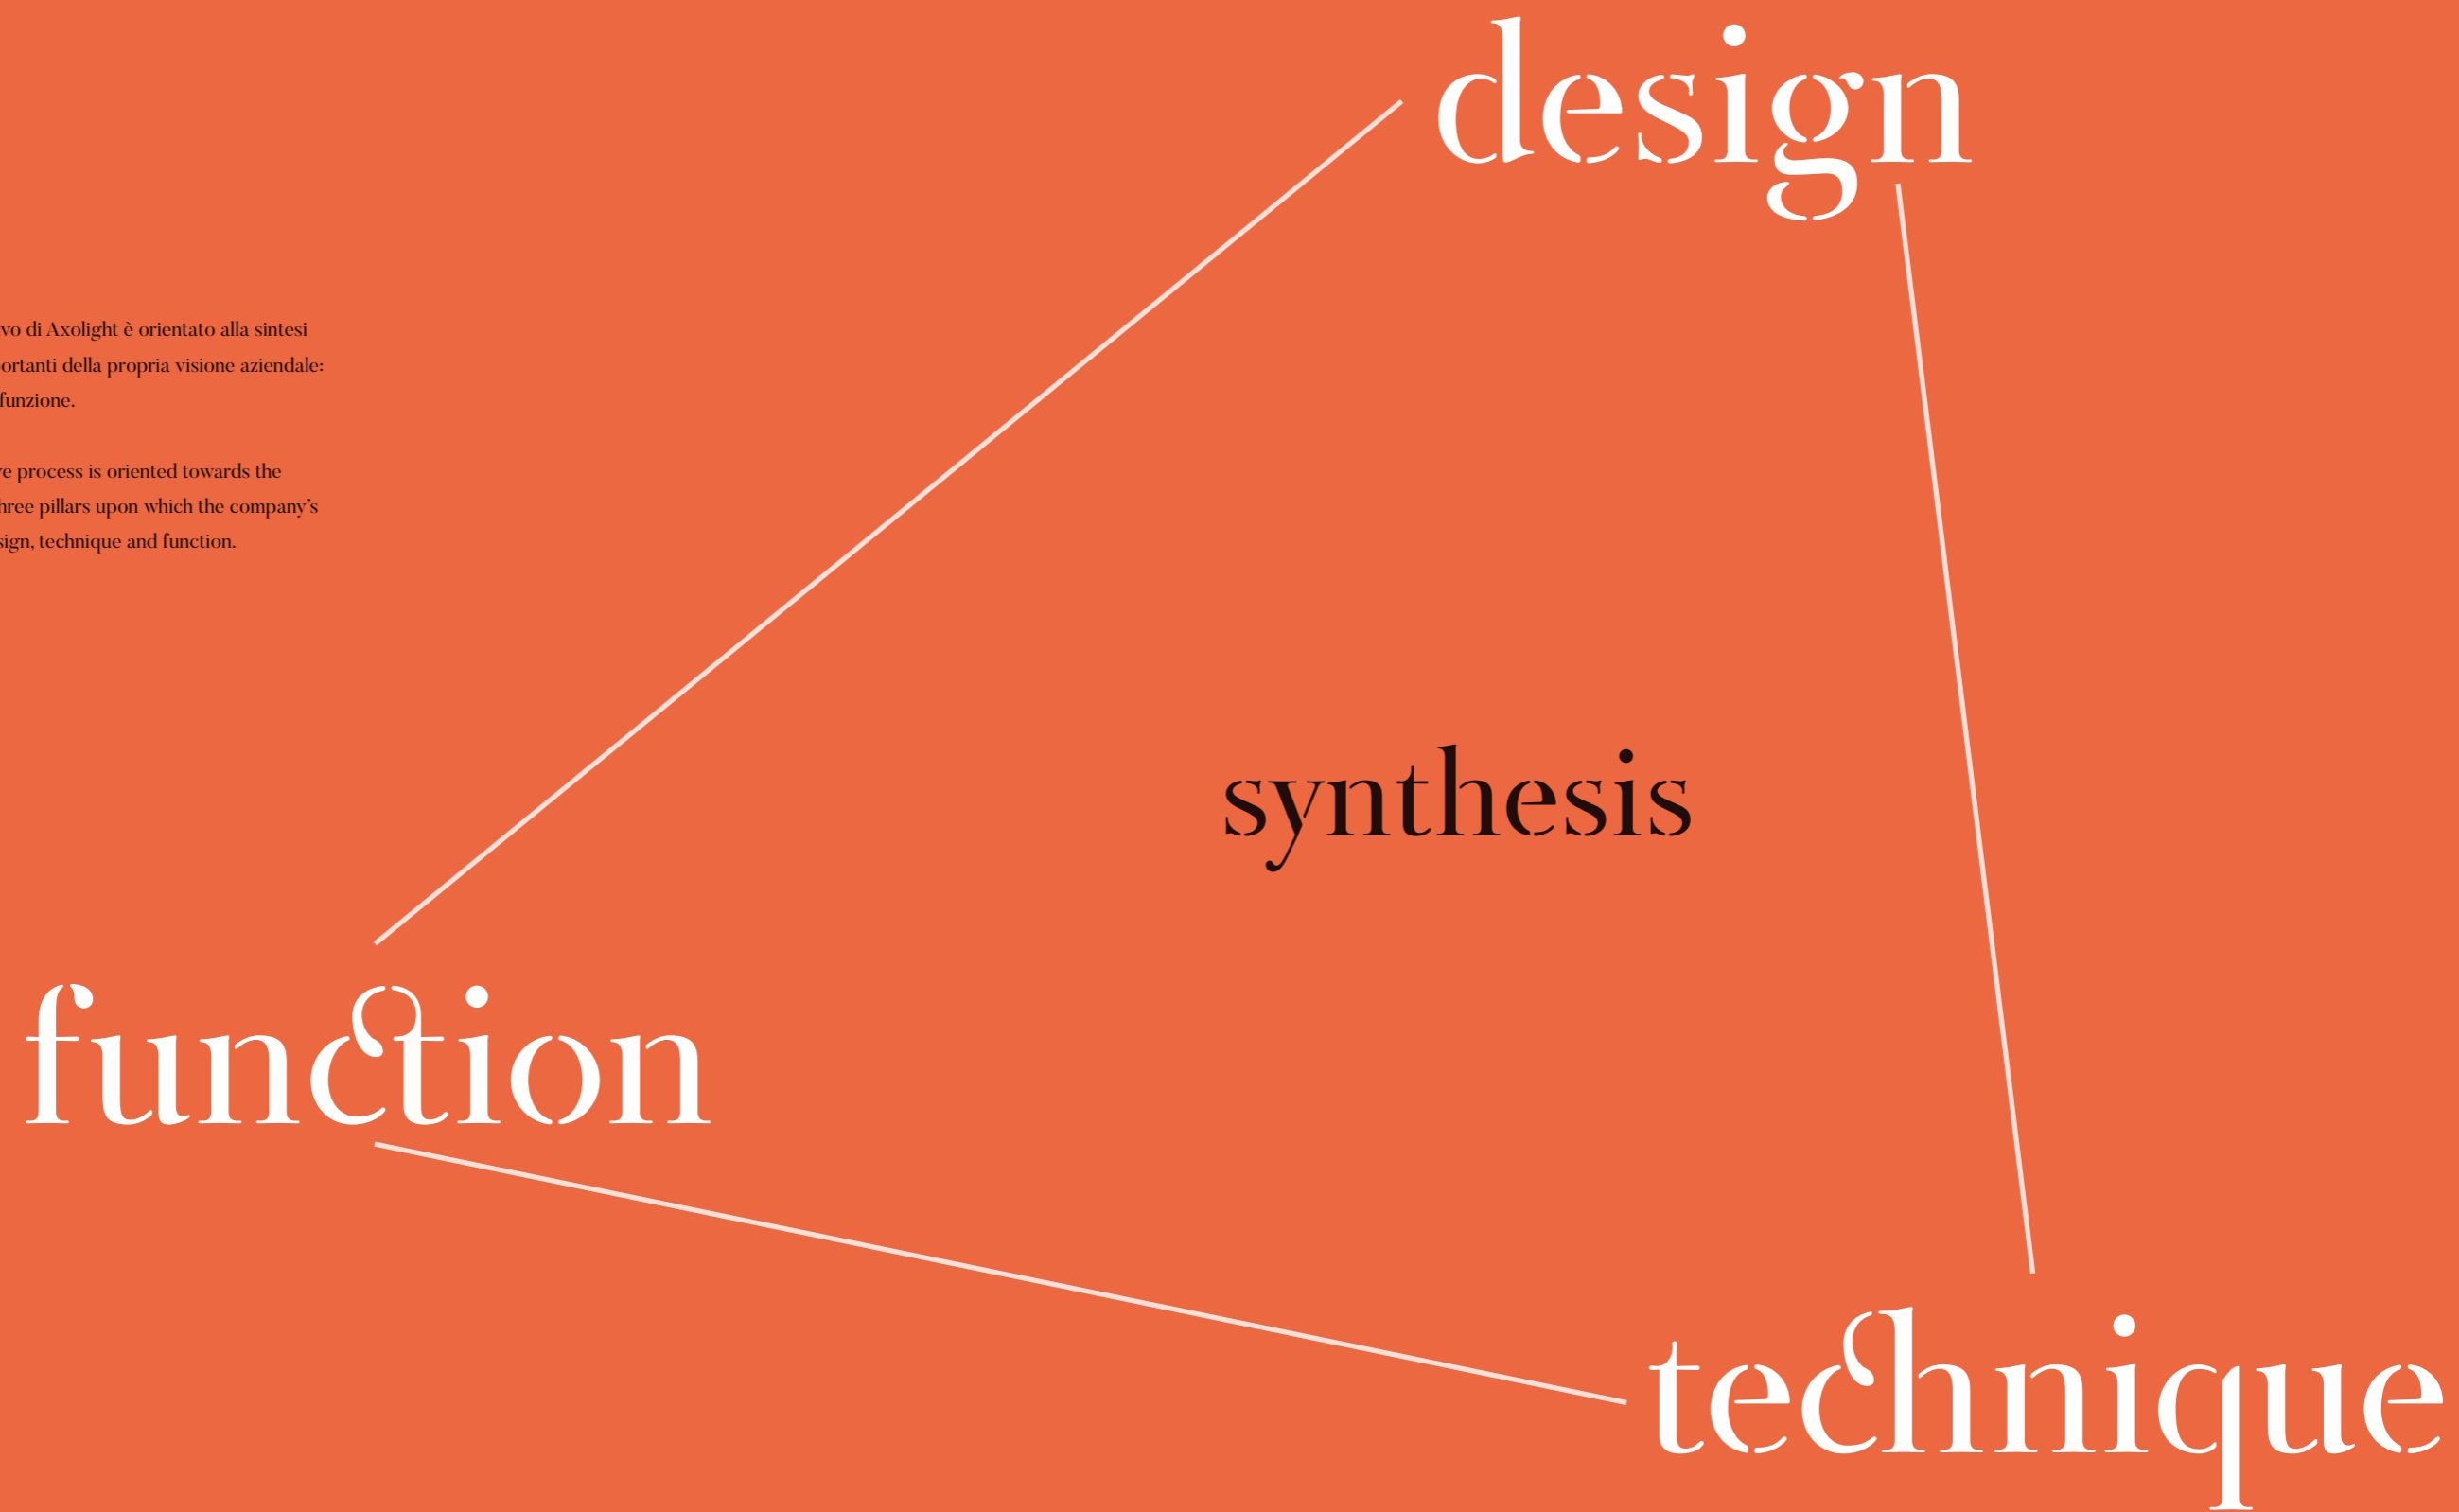 design
vo di Axolight è orientato alla sintesi
ortanti della propria visione aziendale:
funzione.
e process is oriented towards the
hree pillars upon which the company's
sign, technique and function.
synthesis
function
technique